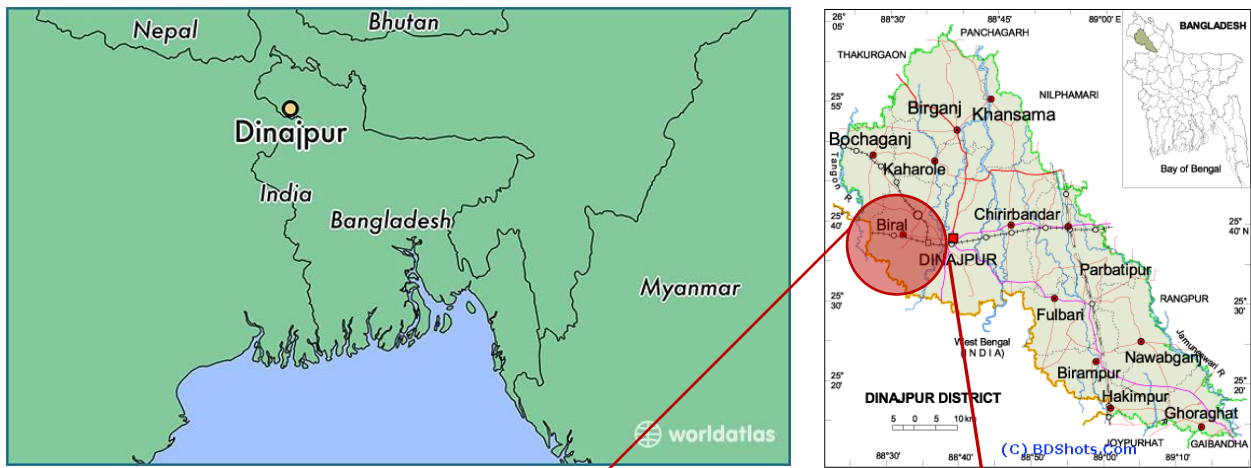 Nepal
Bhutan
Dinajpur
India
Bangladesh
Myanmar
worldatlas
26°
05'
88°30'
88°45'
89°00' E
PANCHAGARH
BANGLADESH
THAKURGAON
25°
55'
NILPHAMARI
Birganj
Khansama
Bochaganj
Kaharole
Tangon R
Bay of Bengal
25°
40'
Biral
Chirirbandar
25°
40' N
DINAJPUR
Parbatipur
25°
30'
RANGPUR
25°
30'
Fulbari
Jamuneswari R
West Bengal
(INDIA)
Nawabganj
25°
20'
Birampur
25°
20'
DINAJPUR DISTRICT
Hakimpur
0 5 10km
Ghoraghat
(C) BDShots.Com
JOYPURHAT
GAIBANDHA
88°30'
88°40'
88°50'
89°00'
89°10'